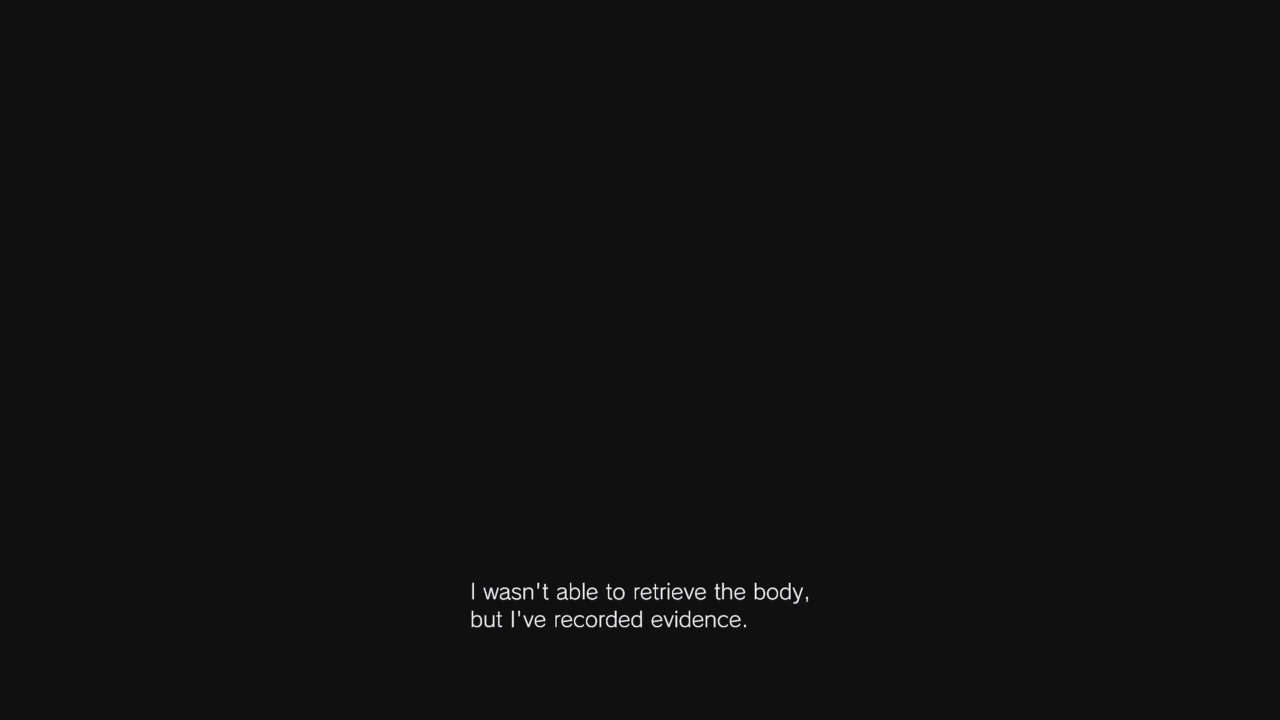 I wasn't able to retrieve the body,
but I've recorded evidence.